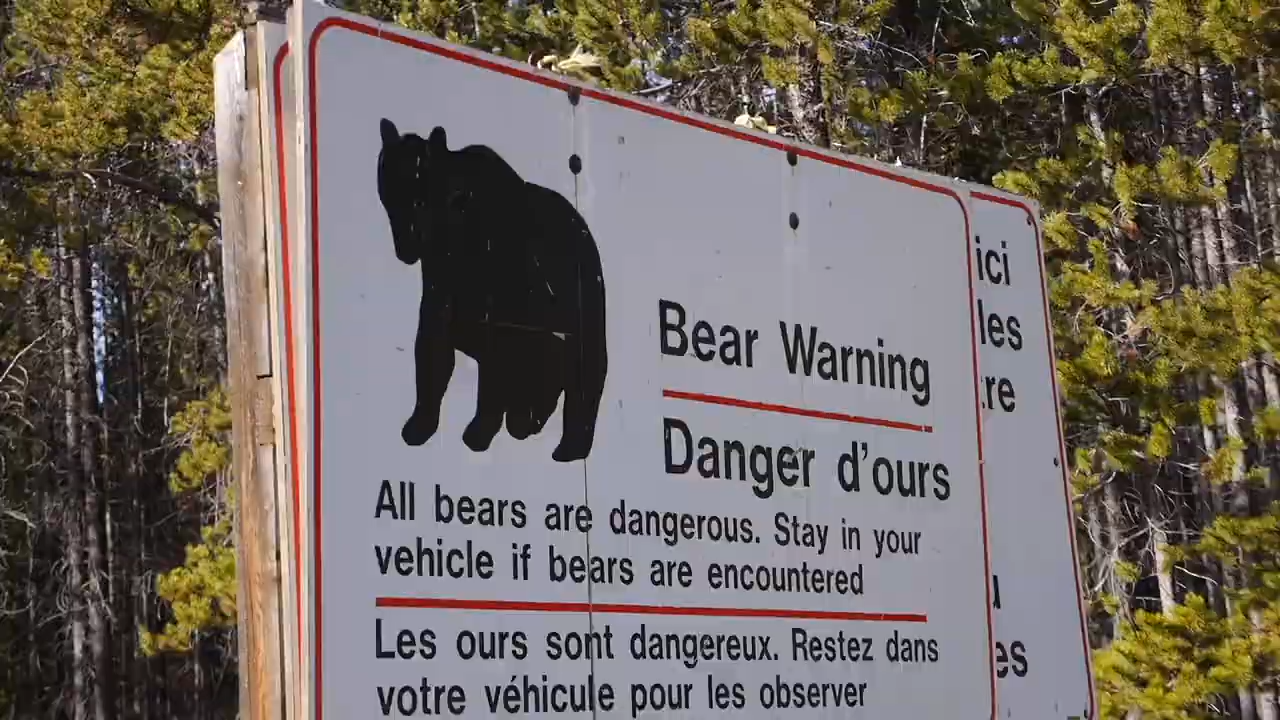 Bear Warning
Danger d'ours
All bears are dangerous. Stay in your
vehicle if bears are encountered
Les ours sont dangereux. Restez dans
votre véhicule pour les observer
ici
les
re
es